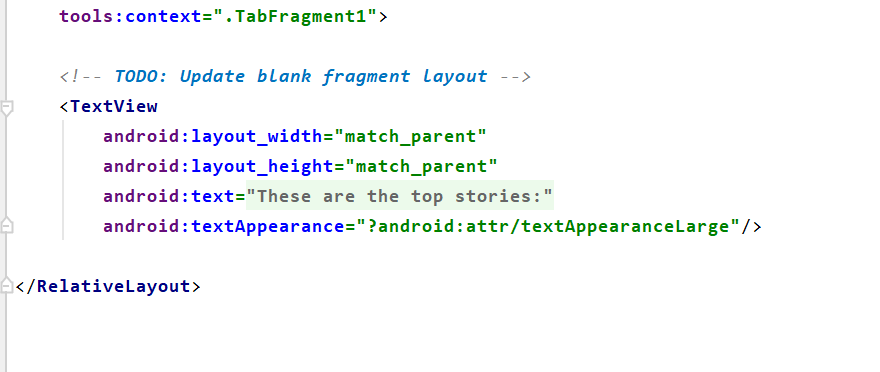 tools:context=".TabFragment1">
<!-- TODO: Update blank fragment layout -->
<TextView
android:layout_width="match_parent"
android:layout_height="match_parent"
android:text="These are the top stories:"
android:textAppearance="?android:attr/textAppearanceLarge"/>
</RelativeLayout>